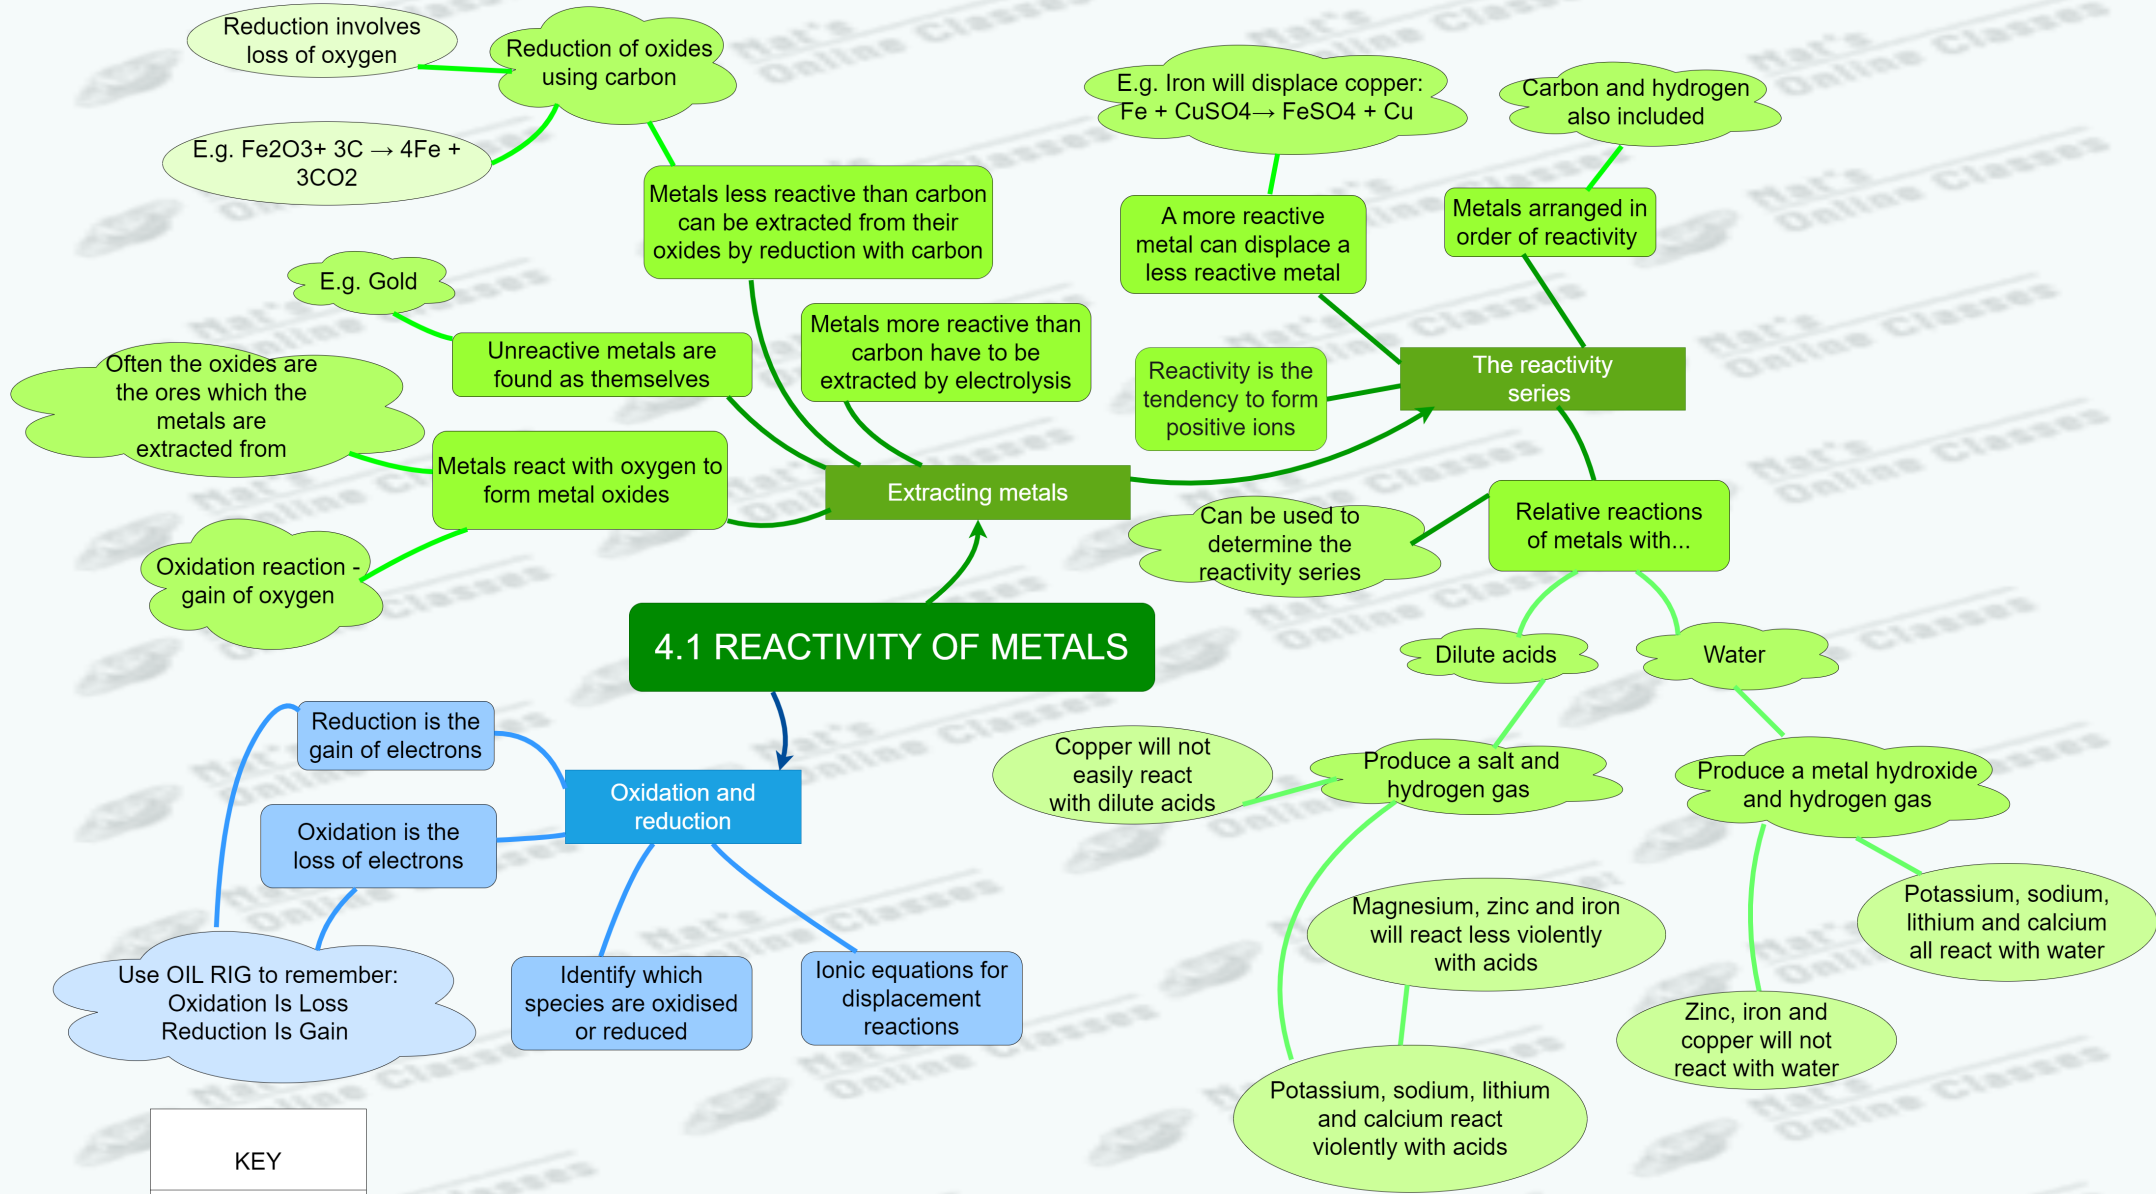 Reduction involves
loss of oxygen
Reduction of oxides
using carbon
E.g. Fe2O3+ 3C → 4Fe +
3CO2
Metals less reactive than carbon
can be extracted from their
oxides by reduction with carbon
E.g. Iron will displace copper:
Fe + CuSO4→ FeSO4 + Cu
Carbon and hydrogen
also included
A more reactive
metal can displace a
less reactive metal
Metals arranged in
order of reactivity
E.g. Gold
Unreactive metals are
found as themselves
Metals more reactive than
carbon have to be
extracted by electrolysis
Reactivity is the
tendency to form
positive ions
The reactivity
series
Often the oxides are
the ores which the
metals are
extracted from
Metals react with oxygen to
form metal oxides
Extracting metals
Oxidation reaction -
gain of oxygen
Can be used to
determine the
reactivity series
Relative reactions
of metals with...
4.1 REACTIVITY OF METALS
Dilute acids
Water
Reduction is the
gain of electrons
Oxidation and
reduction
Oxidation is the
loss of electrons
Copper will not
easily react
with dilute acids
Produce a salt and
hydrogen gas
Produce a metal hydroxide
and hydrogen gas
Use OIL RIG to remember:
Oxidation Is Loss
Reduction Is Gain
Identify which
species are oxidised
or reduced
Ionic equations for
displacement
reactions
Magnesium, zinc and iron
will react less violently
with acids
Potassium, sodium,
lithium and calcium
all react with water
Zinc, iron and
copper will not
react with water
Potassium, sodium, lithium
and calcium react
violently with acids
KEY
Nat's
Online Classes